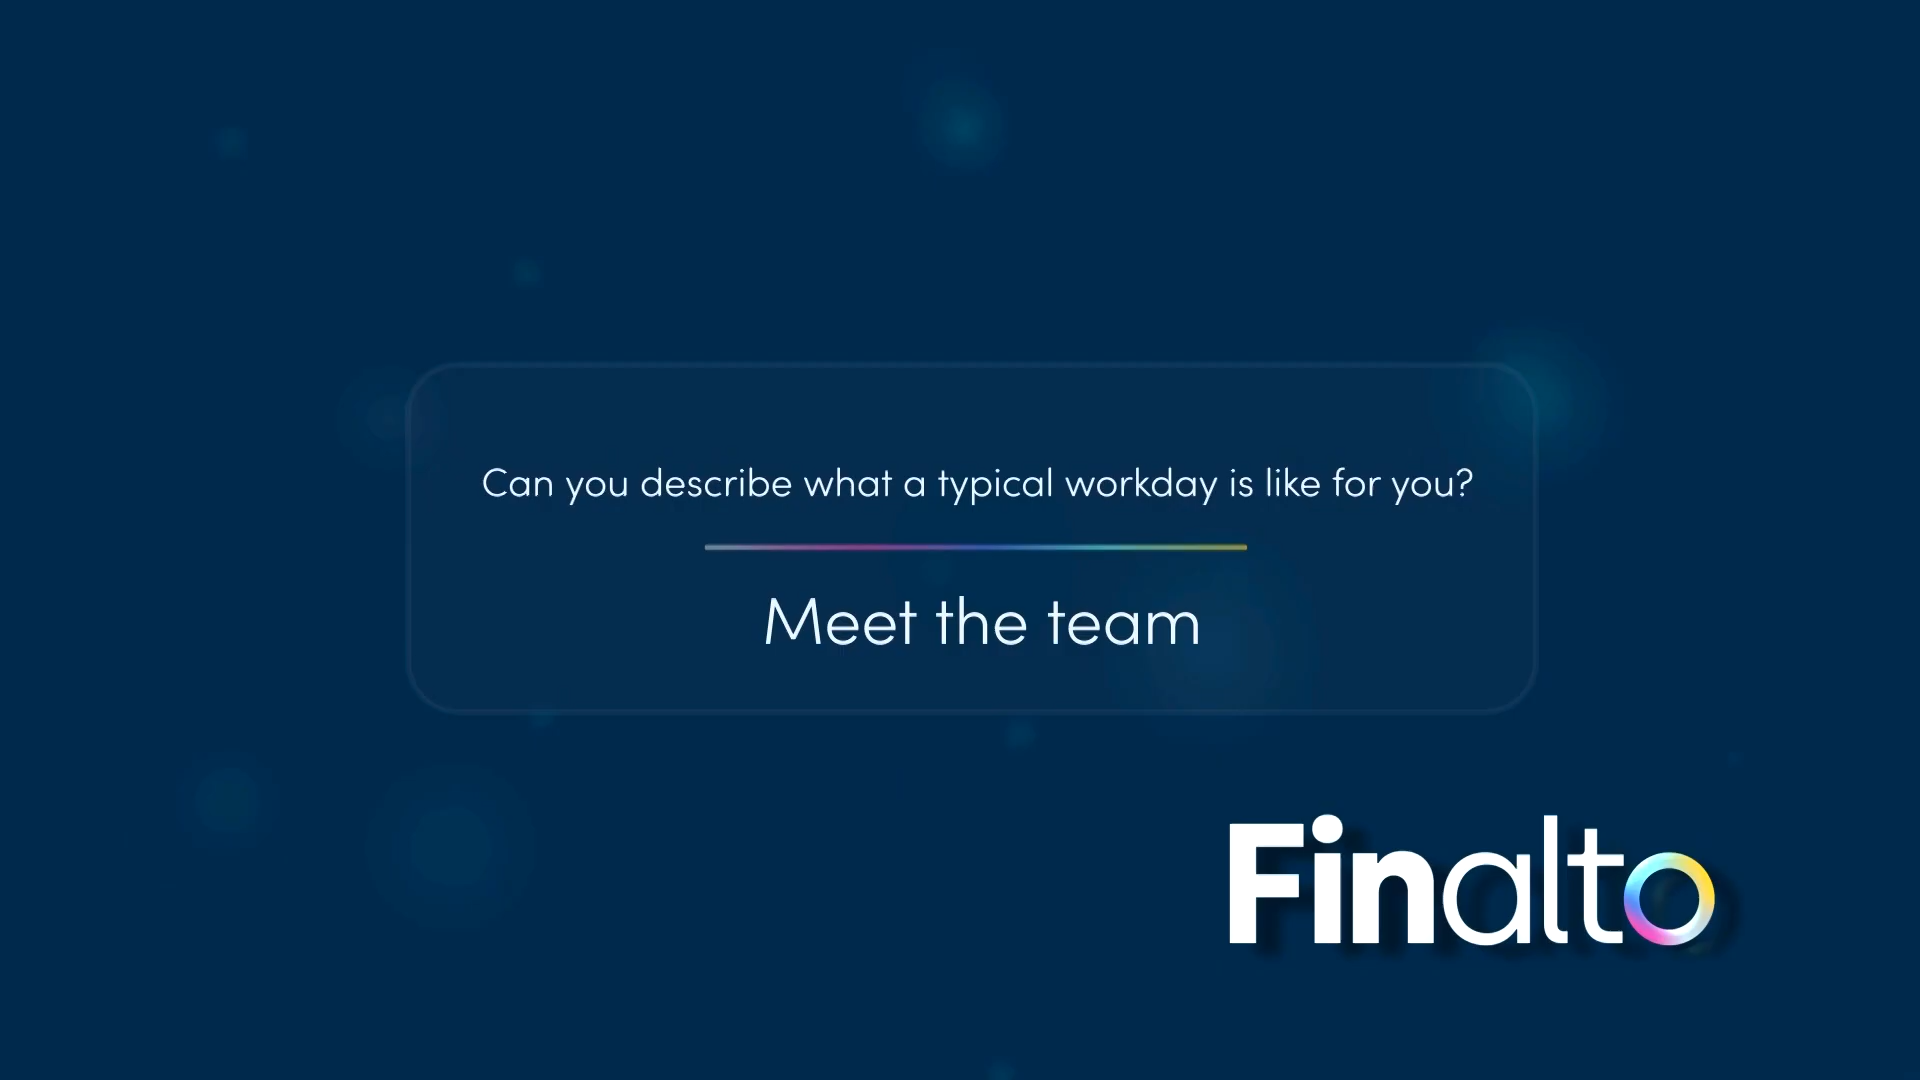 Can you describe what a typical workday is like for you?
Meet the team
Finalto